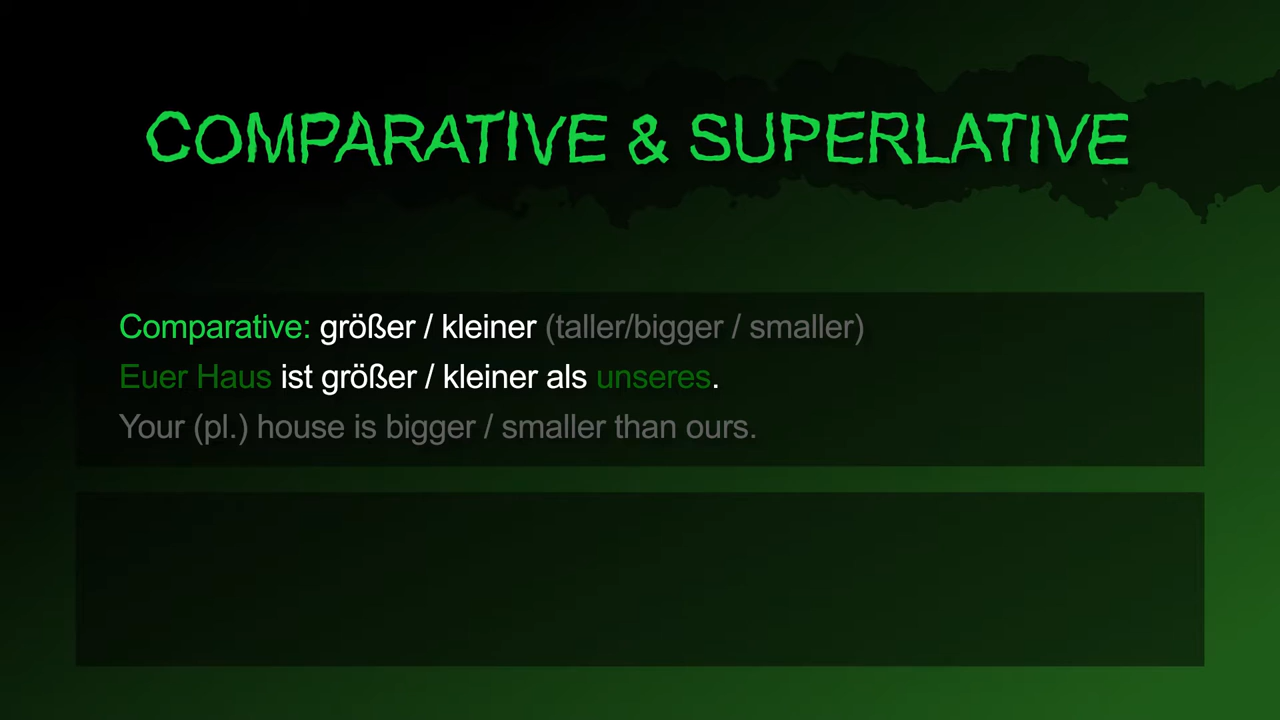 COMPARATIVE & SUPERLATIVE
Comparative: größer / kleiner (taller/bigger / smaller)
Euer Haus ist größer / kleiner als unseres.
Your (pl.) house is bigger / smaller than ours.